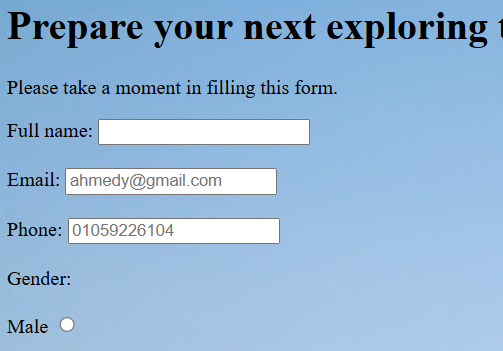 Prepare your next exploring
Please take a moment in filling this form.
Full name:
Email: ahmedy@gmail.com
Phone: 01059226104
Gender:
Male